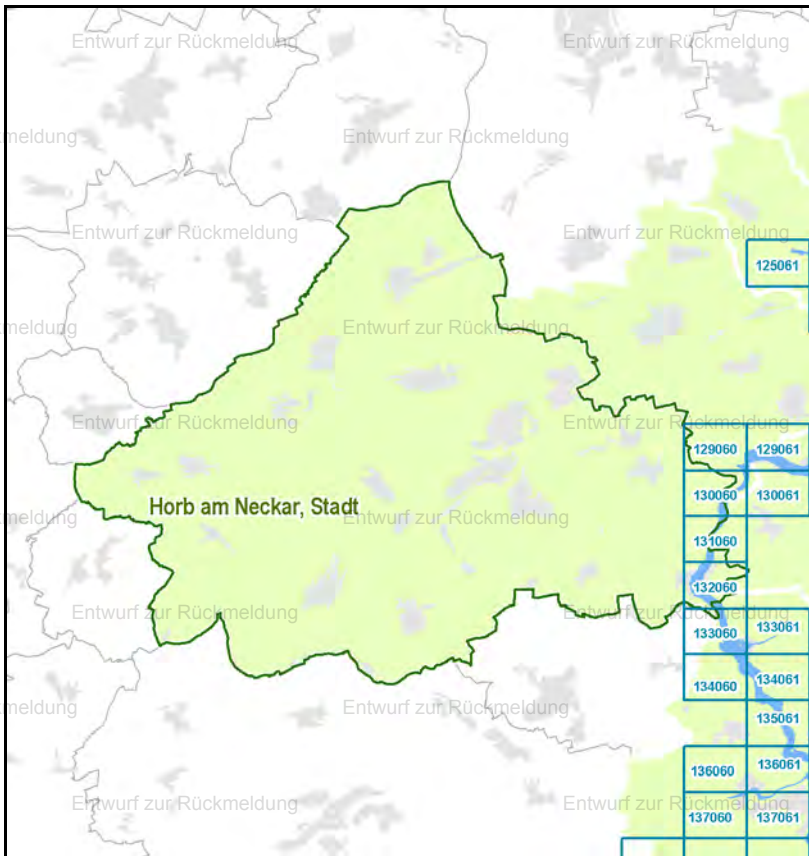 Entwurf zur Rückmeldung Entwurf zur Rückmeldung
meldung Entwurf zur Rückmeldung
Entwurf zur Rückmeldung Entwurf zur Rückmeldung
125061
meldung Entwurf zur Rückmeldung
Entwurf zur Rückmeldung Entwurf zur Rückmeldung
129060 129061
130060 130061
Horb am Neckar, Stadt
meldung Entwurf zur Rückmeldung
131060
132060
Entwurf zur Rückmeldung Entwurf zur Rückmeldung
133060 133061
134060 134061
meldung Entwurf zur Rückmeldung
135061
136060 136061
Entwurf zur Rückmeldung Entwurf zur Rückmeldung
137060 137061